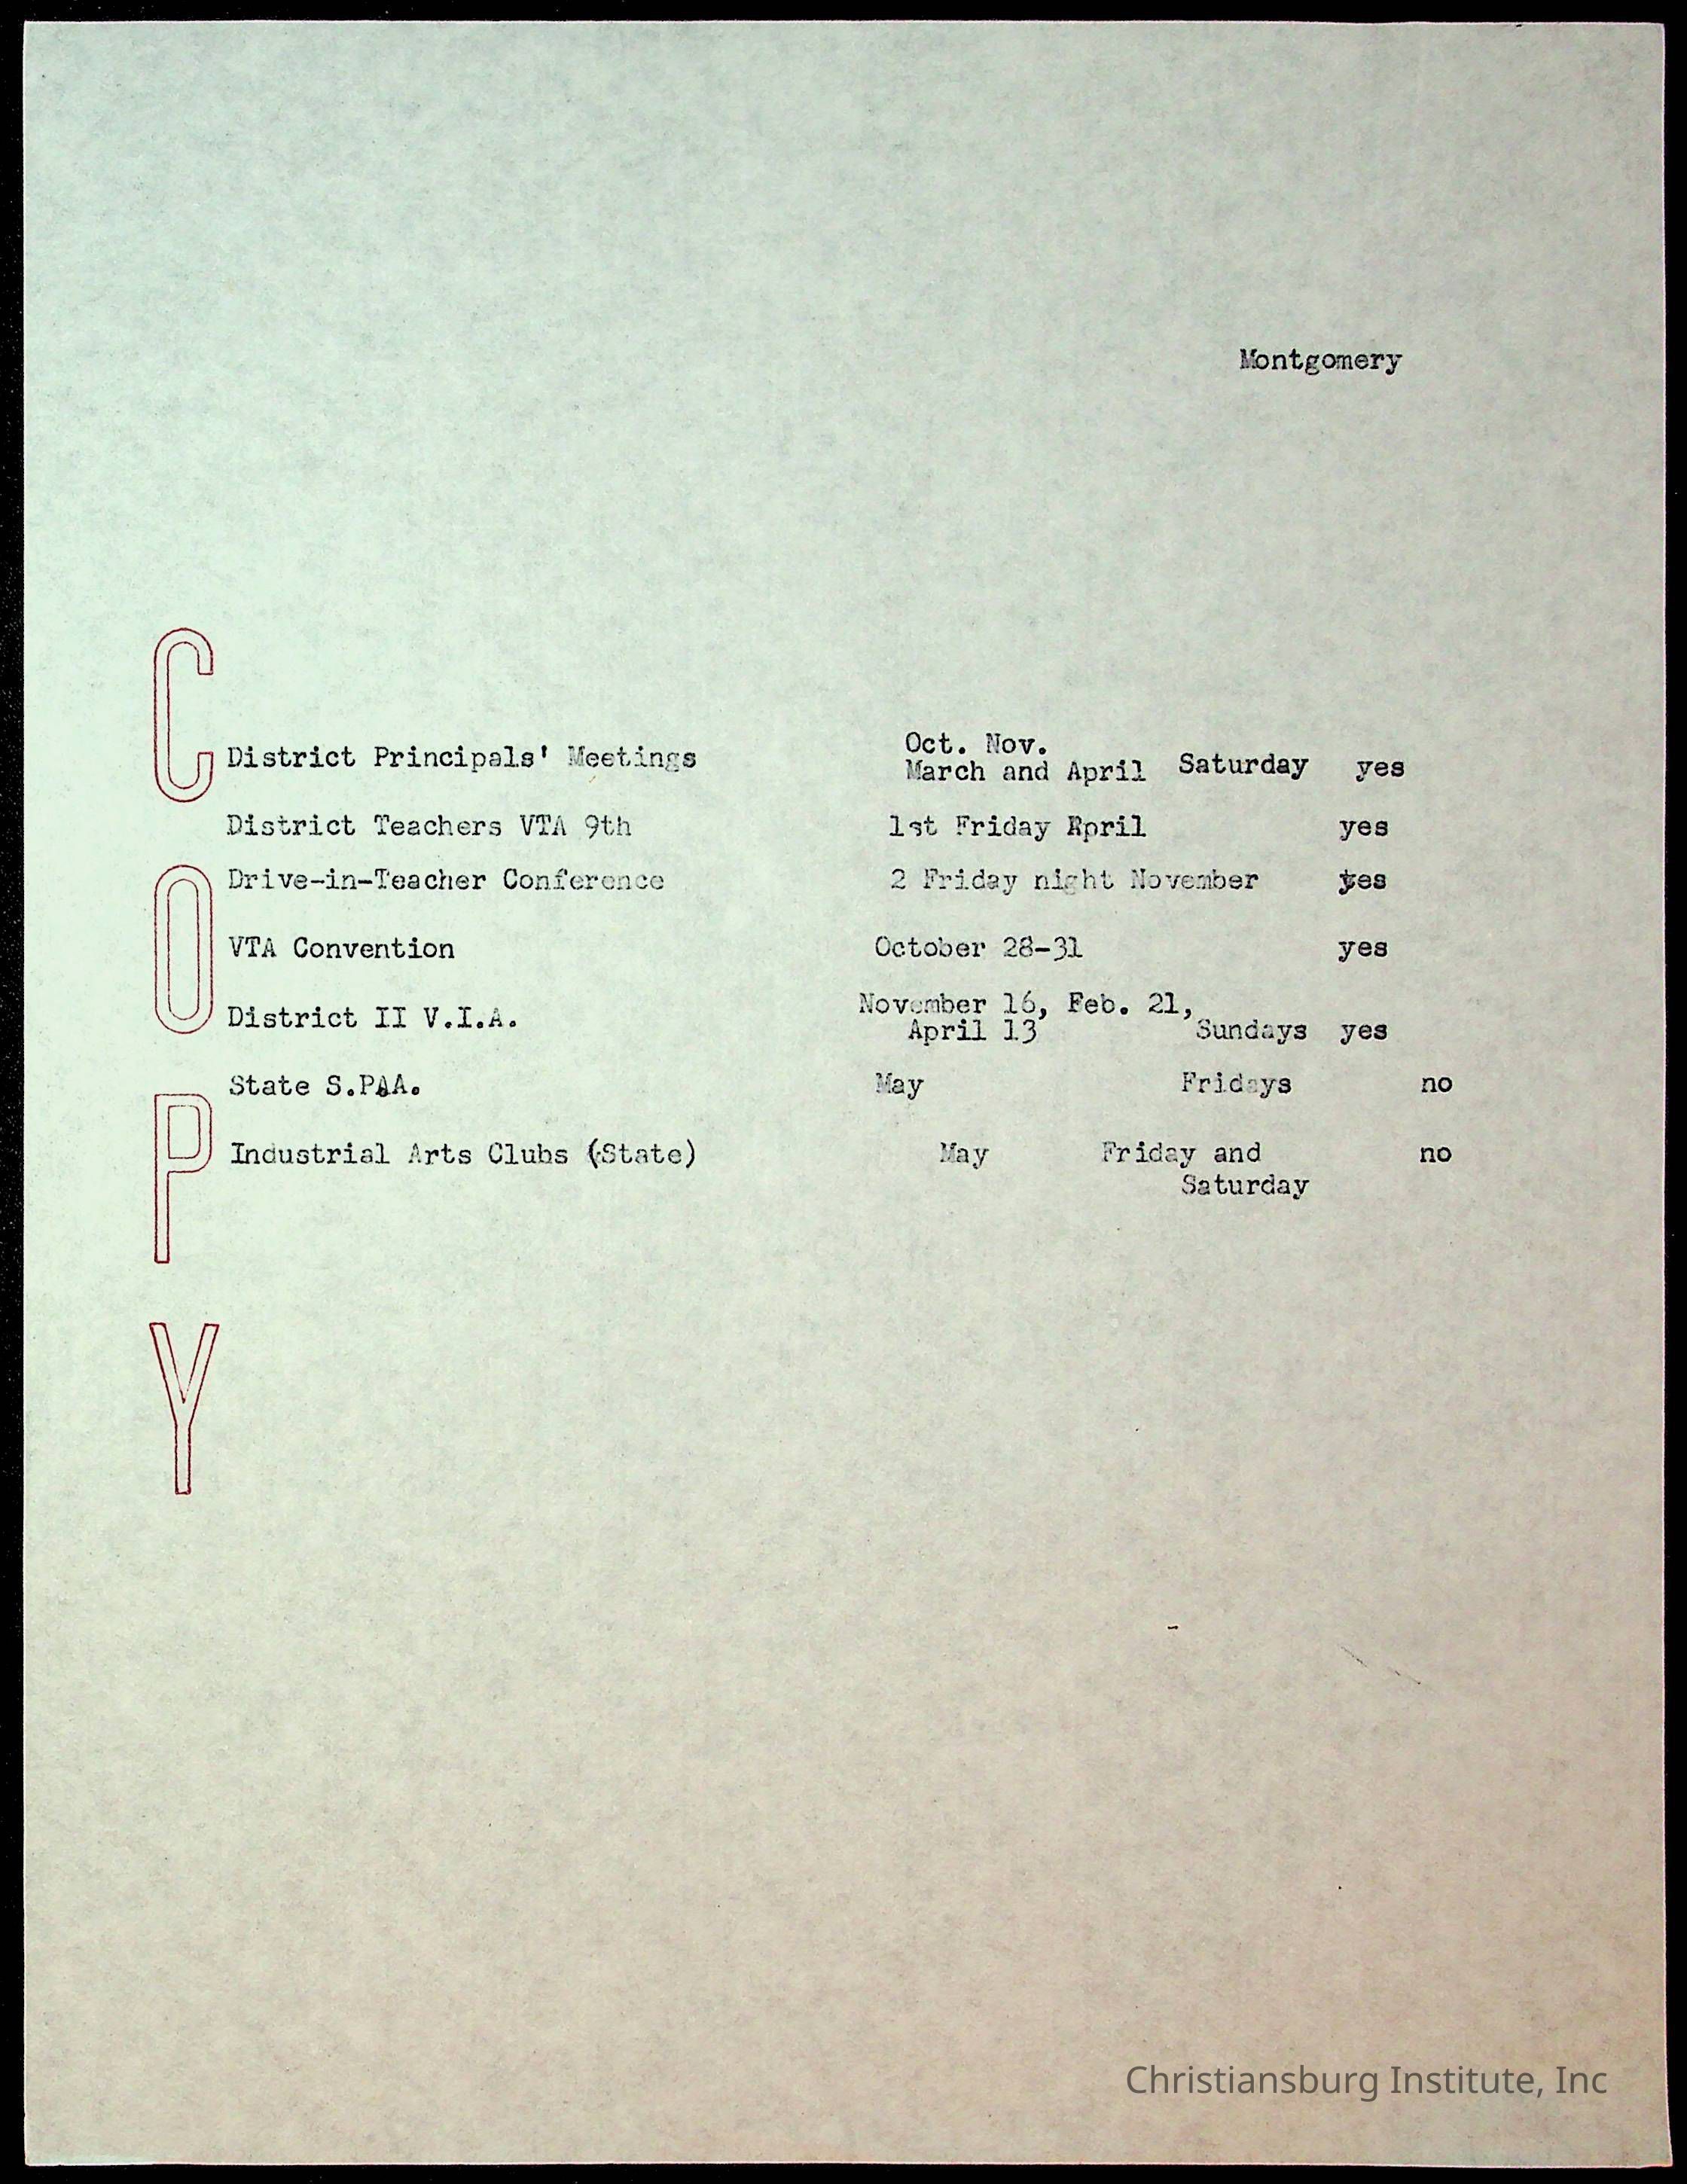 Montgomery
COPY
Oct. Nov.
District Principals' Meetings March and April Saturday yes
District Teachers VTA 9th 1st Friday April yes
Drive-in-Teacher Conference 2 Friday night November yes
VTA Convention October 28-31 yes
November 16, Feb. 21,
District II V.I.A. April 13 Sundays yes
State May Fridays no
Industrial Arts Clubs (State) May Friday and no
Saturday
Christiansburg Institute, Inc